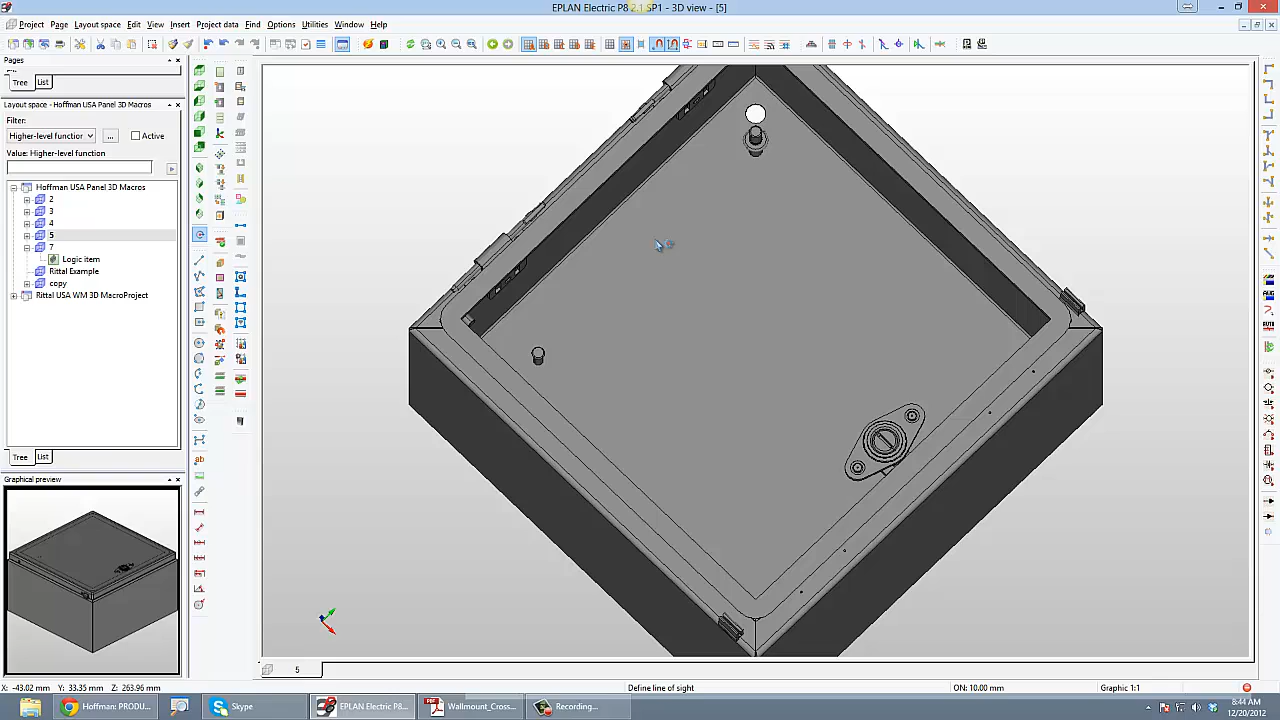 EPLAN Electric P8 2.1 SP1 - 3D view - [5]
Project Page Layout space Edit View Insert Project data Find Options Utilities Window Help
Pages
Tree List
Layout space - Hoffman USA Panel 3D Macros
Filter:
Higher-level function ... Active
Value: Higher-level function
Hoffman USA Panel 3D Macros
2
3
4
5
7
Logic item
Rittal Example
copy
Rittal USA WM 3D MacroProject
Tree List
Graphical preview
5
X: -43.02 mm Y: 33.35 mm Z: 263.96 mm Define line of sight ON: 10.00 mm Graphic 1:1
Hoffman: PRODU... Skype EPLAN Electric P8... Wallmount_Cross... Recording...
8:44 AM
12/20/2012